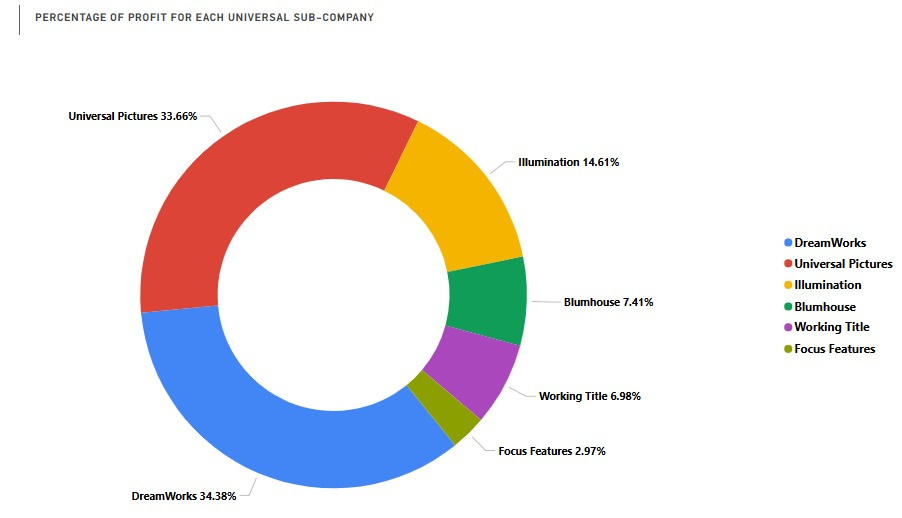 PERCENTAGE OF PROFIT FOR EACH UNIVERSAL SUB-COMPANY
Universal Pictures 33.66%
Illumination 14.61%
Blumhouse 7.41%
Working Title 6.98%
Focus Features 2.97%
DreamWorks 34.38%
DreamWorks
Universal Pictures
Illumination
Blumhouse
Working Title
Focus Features